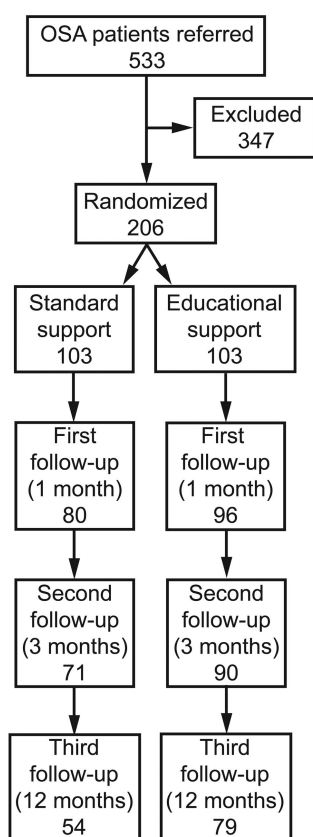 OSA patients referred
533
Excluded
347
Randomized
206
Standard
support
103
Educational
support
103
First
follow-up
(1 month)
80
First
follow-up
(1 month)
96
Second
follow-up
(3 months)
71
Second
follow-up
(3 months)
90
Third
follow-up
(12 months)
54
Third
follow-up
(12 months)
79